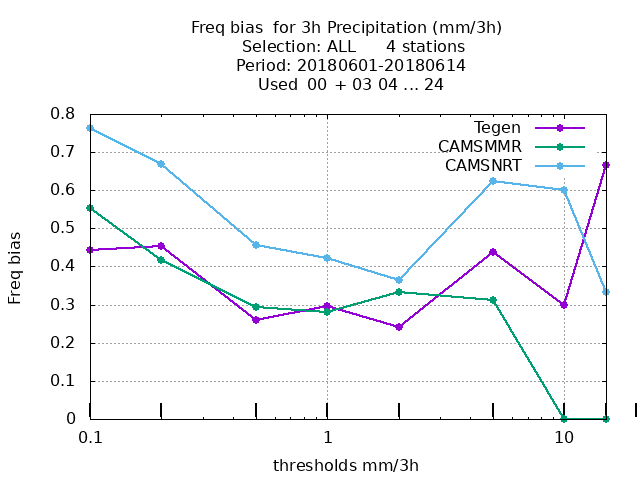 Freq bias  for 3h Precipitation (mm/3h)
Selection: ALL      4 stations
Period: 20180601-20180614
Used  00  + 03 04 ... 24
Tegen
CAMSMMR
CAMSNRT
0.8
0.7
0.6
0.5
0.4
0.3
0.2
0.1
0
Freq bias
0.1
1
10
thresholds mm/3h